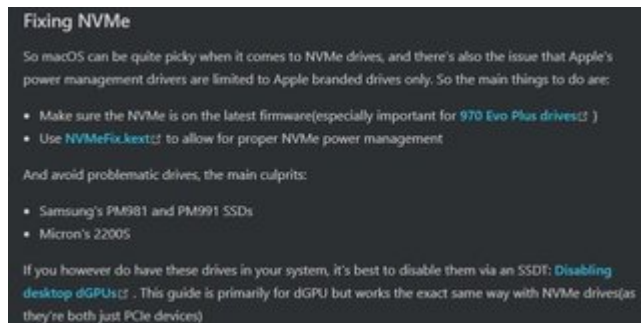 Fixing NVMe
So macOS can be quite picky when it comes to NVMe drives, and there's also the issue that Apple's
power management drivers are limited to Apple branded drives only. So the main things to do are:
• Make sure the NVMe is on the latest firmware(especially important for 970 Evo Plus drives )
• Use NVMeFix.kext to allow for proper NVMe power management
And avoid problematic drives, the main culprits:
• Samsung's PM981 and PM991 SSDs
• Micron's 2200S
If you however do have these drives in your system, it's best to disable them via an SSDT: Disabling
desktop dGPUs . This guide is primarily for dGPU but works the exact same way with NVMe drives(as
they're both just PCIe devices)